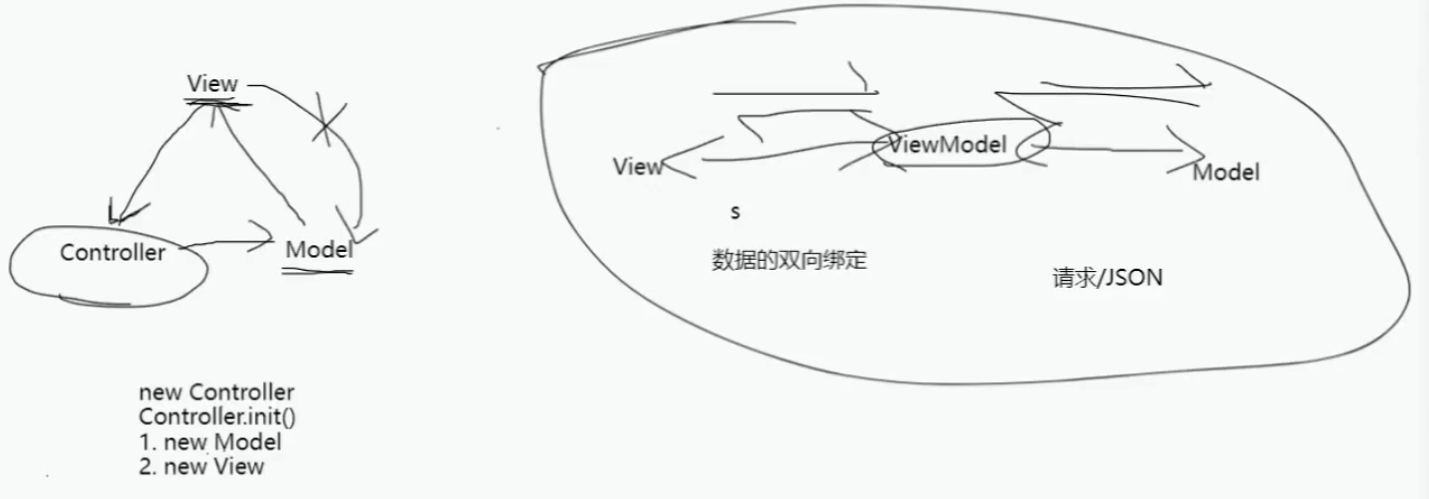 View
Controller
Model
new Controller
Controller.init()
1. new Model
2. new View
View
ViewModel
Model
s
数据的双向绑定
请求/JSON